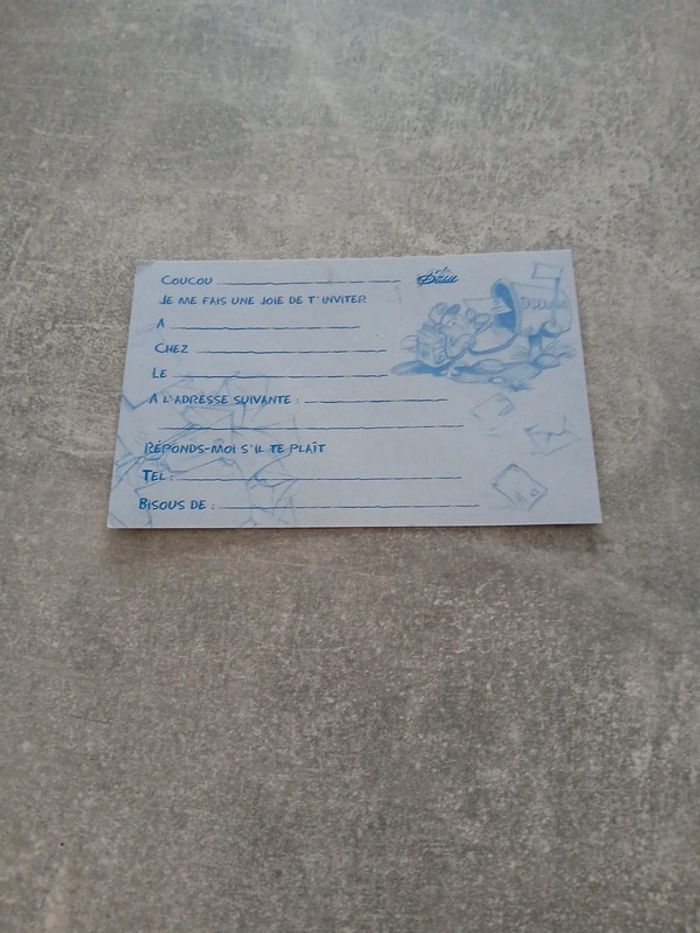 COUCOU
JE ME FAIS UNE JOIE DE T'INVITER
A
CHEZ
LE
A L'ADRESSE SUIVANTE :
RÉPONDS-MOI S'IL TE PLAÎT
TEL :
BISOUS DE :